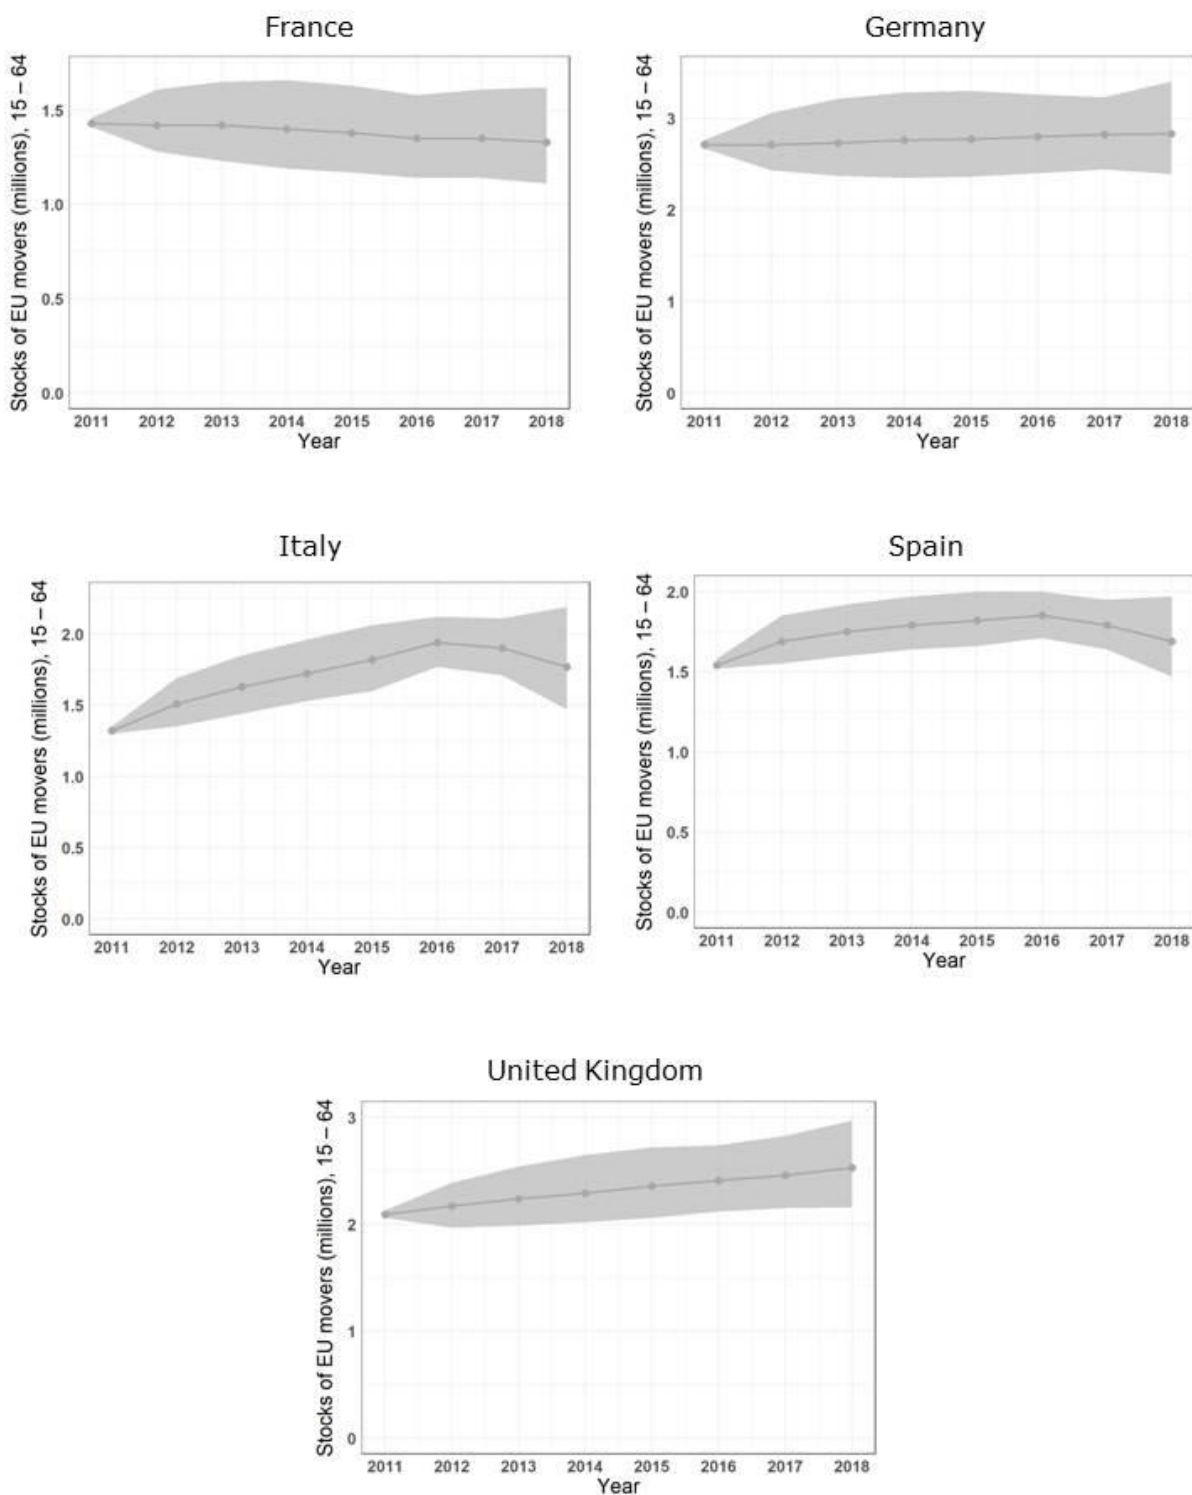 France
Stocks of EU movers (millions), 15 – 64
1.5
1.0
0.5
0.0
2011 2012 2013 2014 2015 2016 2017 2018
Year
Germany
Stocks of EU movers (millions), 15 – 64
3
2
1
0
2011 2012 2013 2014 2015 2016 2017 2018
Year
Italy
Stocks of EU movers (millions), 15 – 64
2.0
1.5
1.0
0.5
0.0
2011 2012 2013 2014 2015 2016 2017 2018
Year
Spain
Stocks of EU movers (millions), 15 – 64
2.0
1.5
1.0
0.5
0.0
2011 2012 2013 2014 2015 2016 2017 2018
Year
United Kingdom
Stocks of EU movers (millions), 15 – 64
3
2
1
0
2011 2012 2013 2014 2015 2016 2017 2018
Year